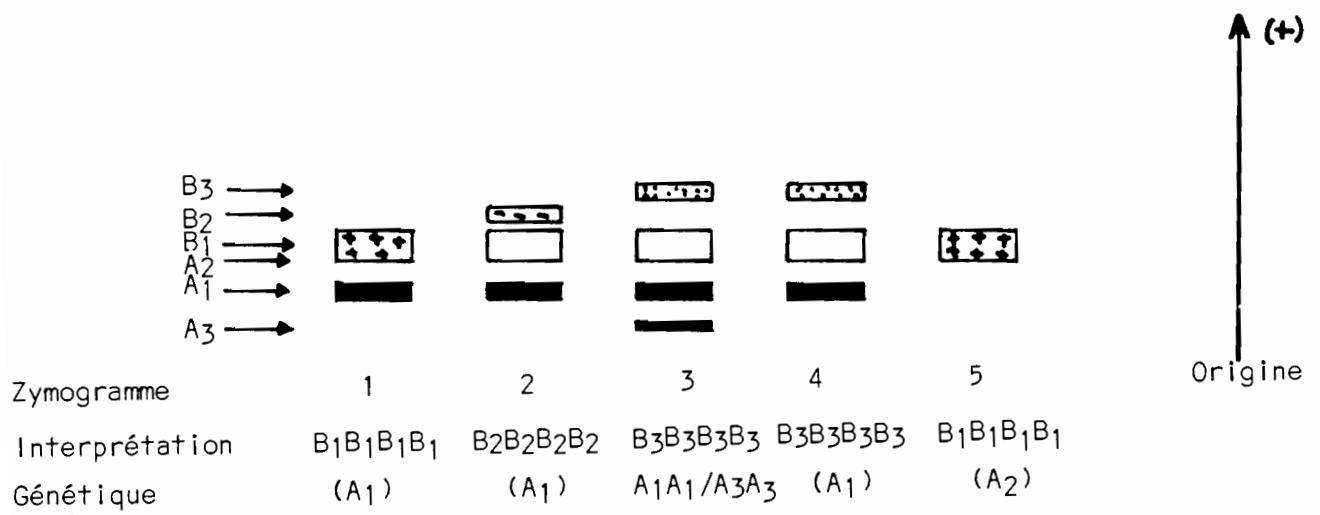 (+)
B3
B2
B1
A2
A1
A3
Origine
Zymogramme 1 2 3 4 5
Interprétation B1B1B1B1 B2B2B2B2 B3B3B3B3 B3B3B3B3 B1B1B1B1
Génétique (A1) (A1) A1A1/A3A3 (A1) (A2)